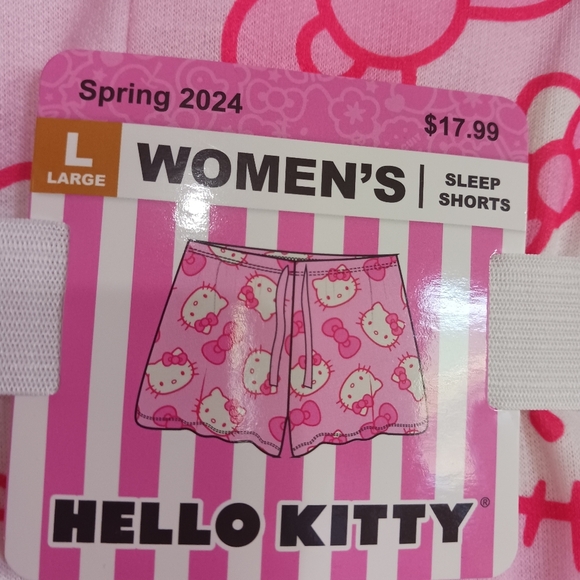 Spring 2024
$17.99
L
LARGE
WOMEN'S
SLEEP
SHORTS
HELLO KITTY®